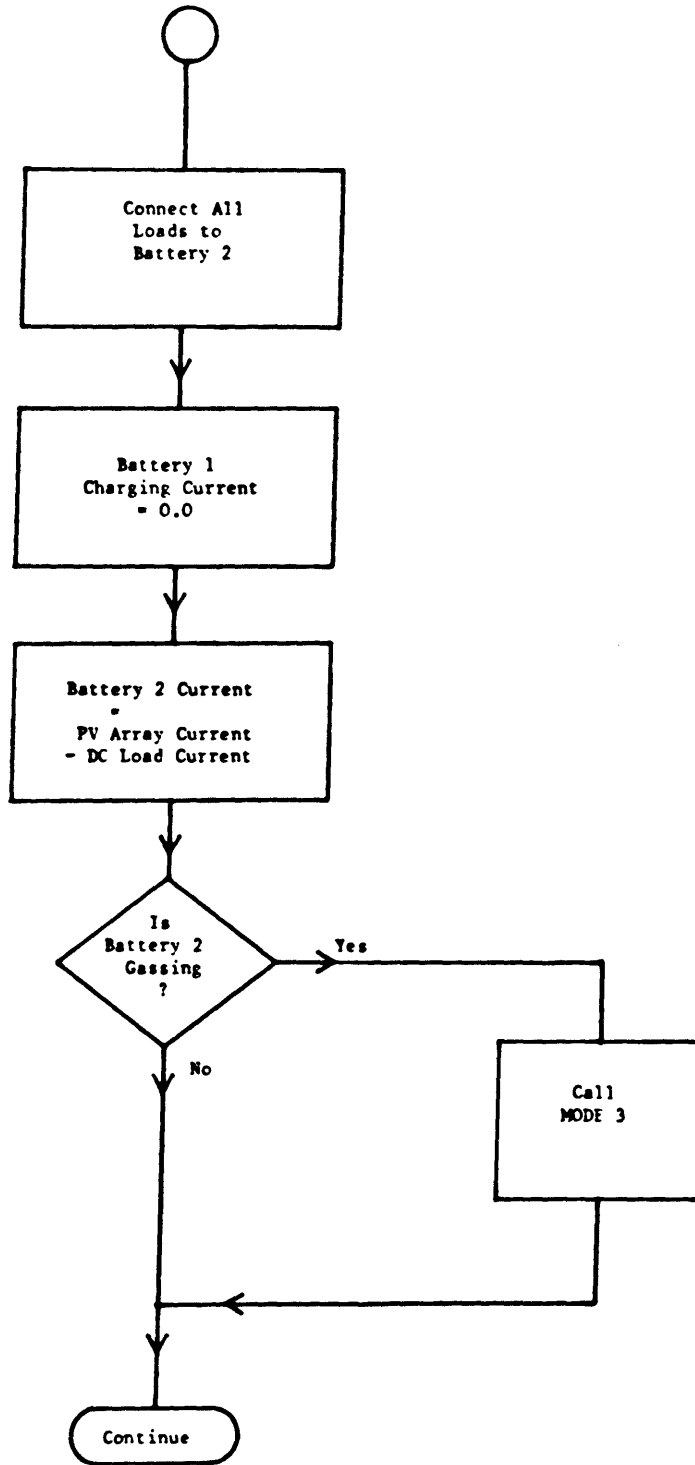 Connect All
Loads to
Battery 2
Battery 1
Charging Current
= 0.0
Battery 2 Current
=
PV Array Current
- DC Load Current
Is
Battery 2
Gassing
?
Yes
No
Call
MODE 3
Continue